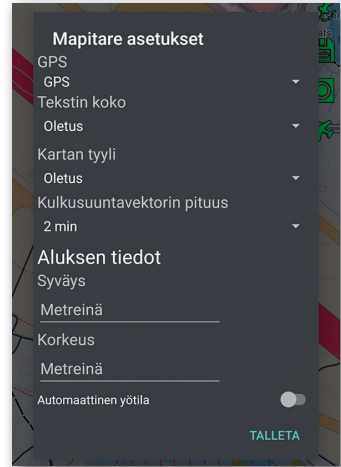 Mapitare asetukset
GPS
GPS
Tekstin koko
Oletus
Kartan tyyli
Oletus
Kulkusuuntavektorin pituus
2 min
Aluksen tiedot
Syväys
Metreinä
Korkeus
Metreinä
Automaattinen yötila
TALLETA